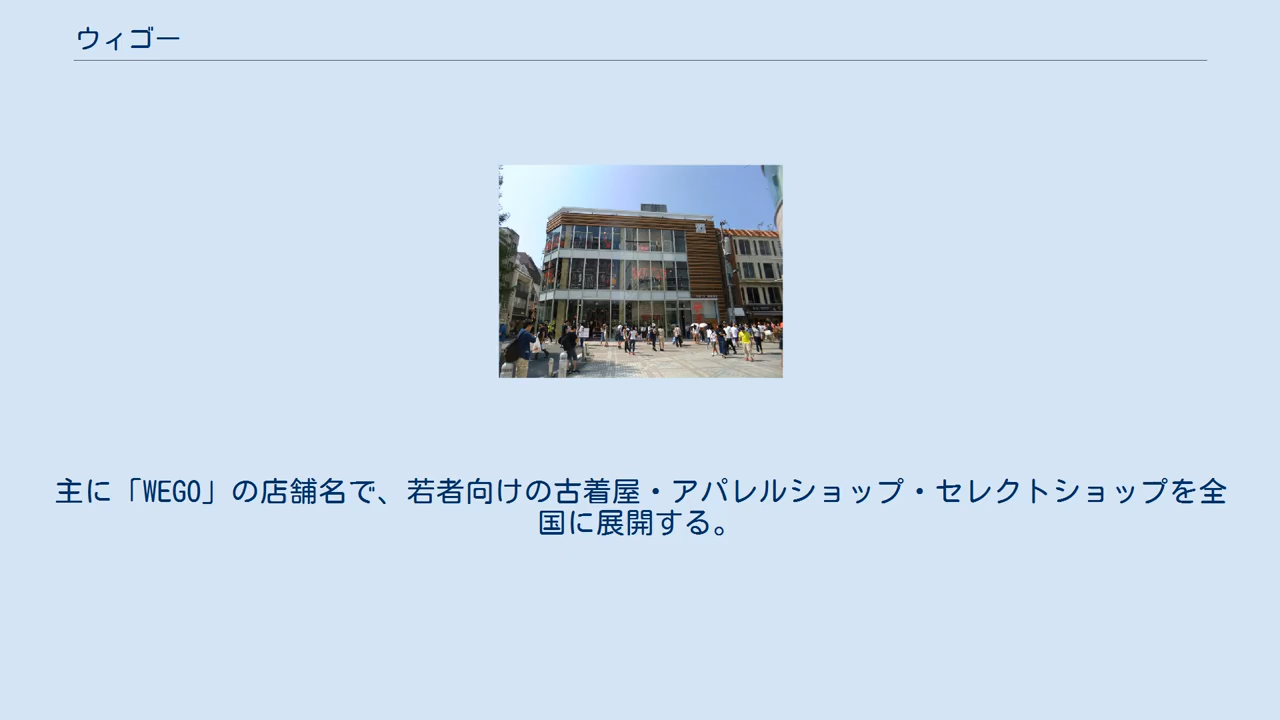 ウィゴー
主に「WEGO」の店舗名で、若者向けの古着屋・アパレルショップ・セレクトショップを全
国に展開する。